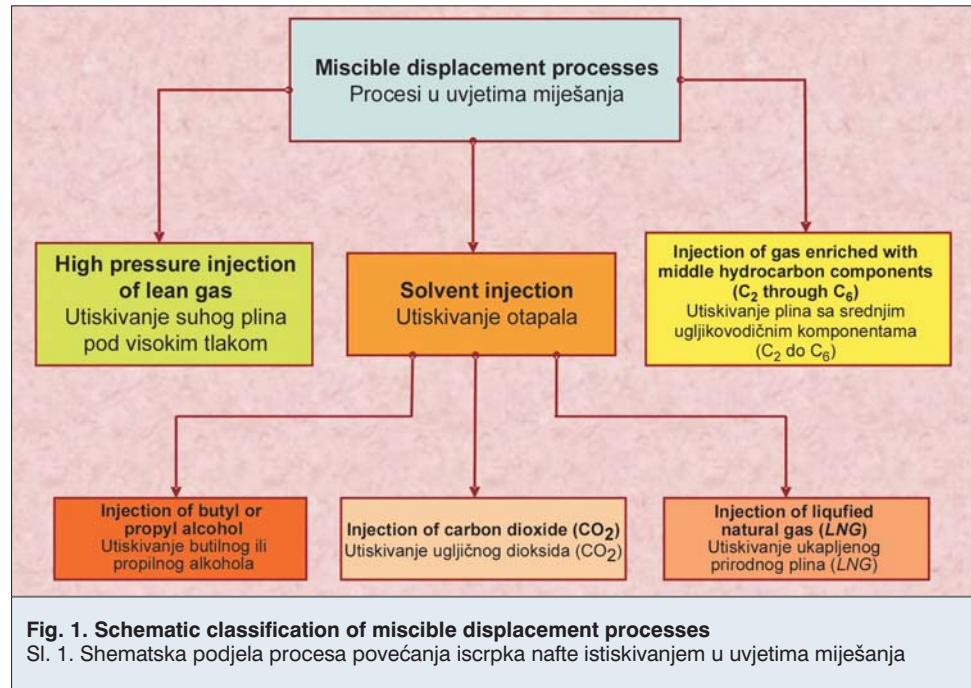 Miscible displacement processes
Procesi u uvjetima miješanja
High pressure injection
of lean gas
Utiskivanje suhog plina
pod visokim tlakom
Solvent injection
Utiskivanje otapala
Injection of gas enriched with
middle hydrocarbon components
(C₂ through C₆)
Utiskivanje plina sa srednjim
ugljikovodičnim komponentama
(C₂ do C₆)
Injection of butyl or
propyl alcohol
Utiskivanje butilnog ili
propilnog alkohola
Injection of carbon dioxide (CO₂)
Utiskivanje ugljičnog dioksida (CO₂)
Injection of liqufied
natural gas (LNG)
Utiskivanje ukapljenog
prirodnog plina (LNG)
Fig. 1. Schematic classification of miscible displacement processes
Sl. 1. Shematska podjela procesa povećanja iscrpka nafte istiskivanjem u uvjetima miješanja